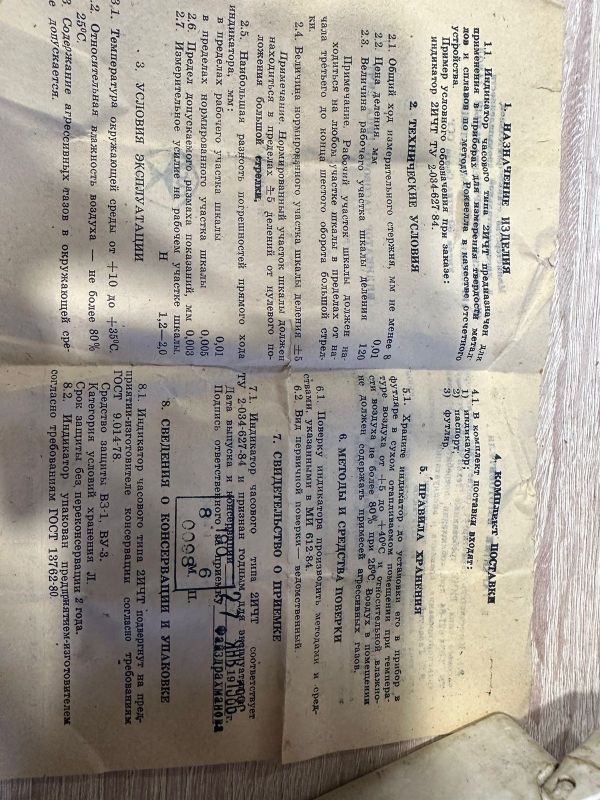 1. НАЗНАЧЕНИЕ ИЗДЕЛИЯ
1.1. Индикатор часового типа 2ИЧТ предназначен для
применения в приборах для измерения твердости метал-
лов и сплавов по методу Роквелла в качестве отсчетного
устройства.
Пример условного обозначения при заказе:
индикатор 2ИЧТ ТУ 2-034-627-84.
2. ТЕХНИЧЕСКИЕ УСЛОВИЯ
2.1. Общий ход измерительного стержня, мм не менее 8
2.2. Цена деления, мм 0,01
2.3. Величина рабочего участка шкалы деления 120
Примечание Рабочий участок шкалы должен на-
ходиться на любом участке шкалы в пределах от на-
чала третьего до конца шестого оборота большой стрел-
ки.
2.4. Величина нормированного участка шкалы деления ±5
Примечание Нормированный участок шкалы должен
находиться в пределах ±5 делений от нулевого по-
ложения большой стрелки.
2.5. Наибольшая разность погрешностей прямого хода
индикатора, мм:
в пределах рабочего участка шкалы 0,01
в пределах нормированного участка шкалы 0,005
2.6 Предел допускаемого размаха показаний, мм 0,003
2.7. Измерительное усилие на рабочем участке шкалы,
Н 1,2—2,0
3. УСЛОВИЯ ЭКСПЛУАТАЦИИ
3.1. Температура окружающей среды от +10 до +35°С.
.2. Относительная влажность воздуха — не более 80%
25°С.
3. Содержание агрессивных газов в окружающей сре-
е допускается.
4. КОМПЛЕКТ ПОСТАВКИ
4.1. В комплект поставки входят:
1) индикатор;
2) паспорт;
3) футляр.
5. ПРАВИЛА ХРАНЕНИЯ
5.1. Храните индикатор до установки его в прибор в
футляре в сухом отапливаемом помещении при темпера-
туре воздуха от +5 до +40°С и относительной влажно-
сти воздуха не более 80% при 25°С. Воздух в помещении
не должен содержать примесей агрессивных газов.
6. МЕТОДЫ И СРЕДСТВА ПОВЕРКИ
6.1. Поверку индикатора производить методами и сред-
ствами, указанными в МИ 612-84.
6.2. Вид первичной поверки— ведомственный.
7. СВИДЕТЕЛЬСТВО О ПРИЕМКЕ
7.1. Индикатор часового типа 2ИЧТ соответствует
ТУ 2-034-627-84 и признан годным для эксплуатации
Дата выпуска и консервации 27 ЯНВ 1986 г.
Подпись ответственного за приемку Файздрахманова
8 6
0098 М. П.
8. СВЕДЕНИЯ О КОНСЕРВАЦИИ И УПАКОВКЕ
8.1. Индикатор часового типа 2ИЧТ подвергнут на пред-
приятии-изготовителе консервации согласно требованиям
ГОСТ 9.014-78.
Средство защиты ВЗ-1, ВУ-3.
Категория условий хранения Л.
Срок защиты без переконсервации 2 года.
8.2. Индикатор упакован предприятием-изготовителем
согласно требованиям ГОСТ 13762-80.